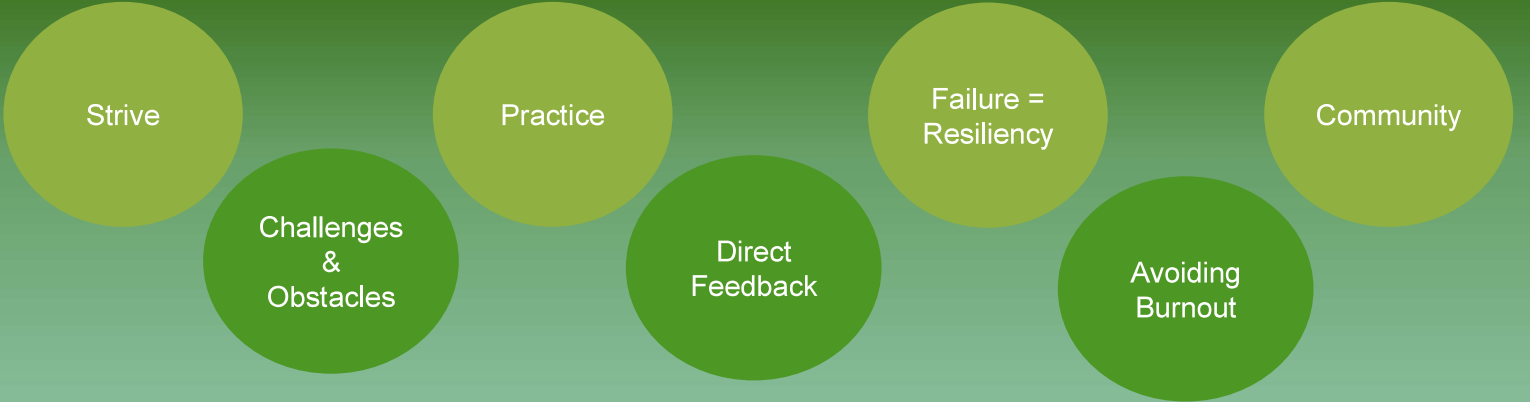 Strive
Challenges
&
Obstacles
Practice
Direct
Feedback
Failure =
Resiliency
Avoiding
Burnout
Community